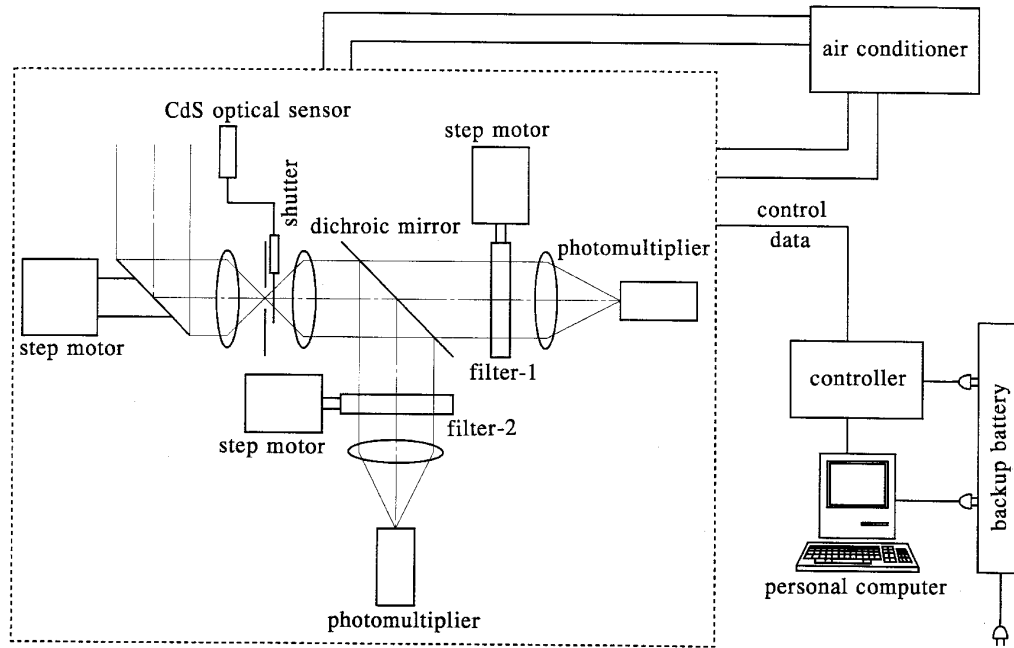 air conditioner
CdS optical sensor
step motor
shutter
dichroic mirror
control
data
photomultiplier
step motor
filter-1
controller
filter-2
step motor
backup battery
personal computer
photomultiplier